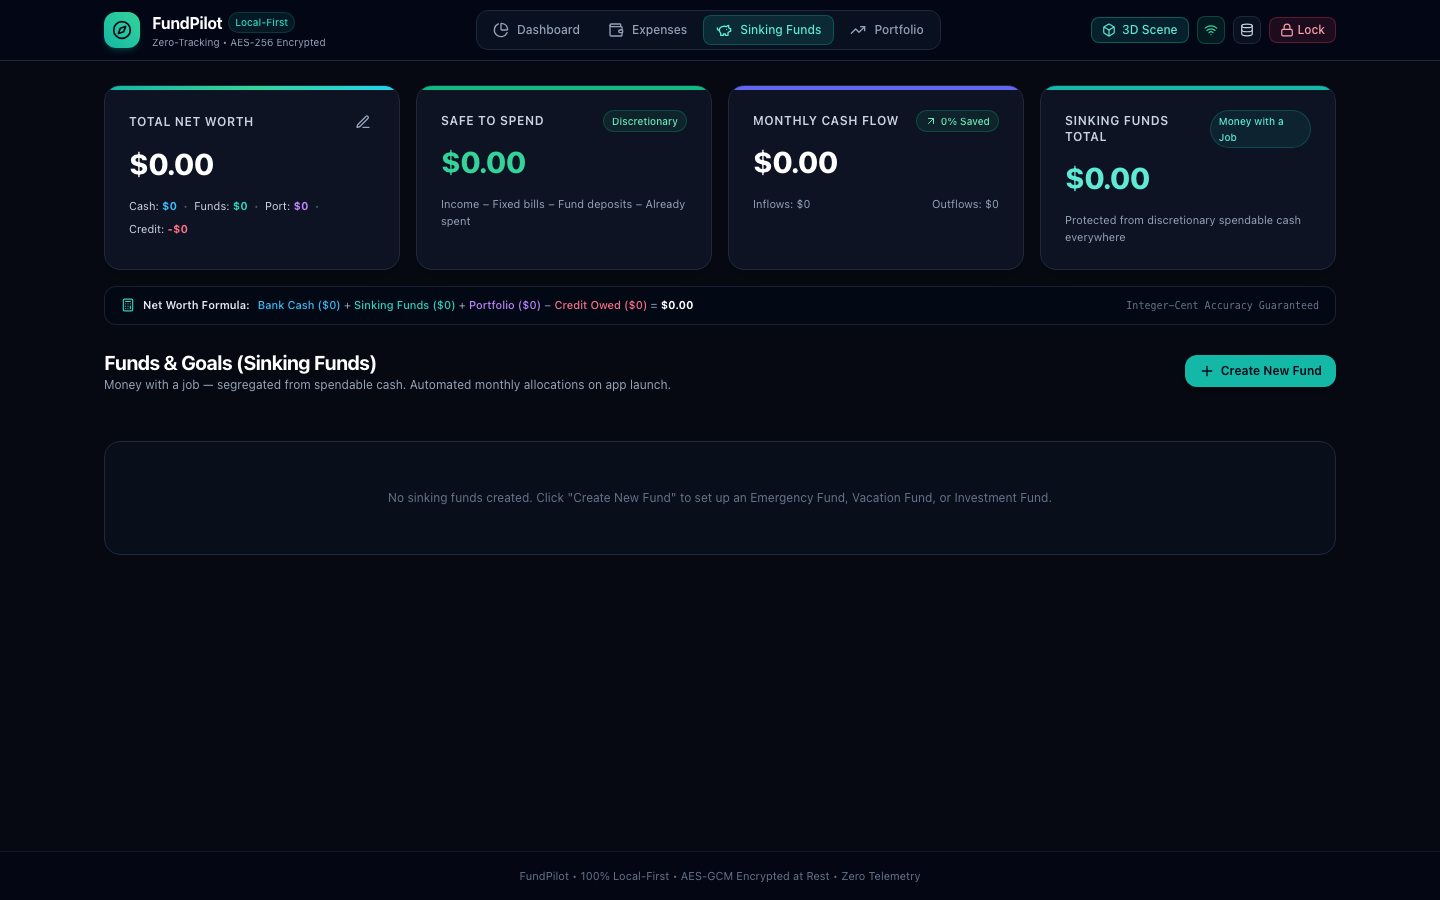 FundPilot Local-First
Zero-Tracking • AES-256 Encrypted
Dashboard Expenses Sinking Funds Portfolio
3D Scene Lock
TOTAL NET WORTH
$0.00
Cash: $0 • Funds: $0 • Port: $0 •
Credit: -$0
SAFE TO SPEND Discretionary
$0.00
Income – Fixed bills – Fund deposits – Already
spent
MONTHLY CASH FLOW 0% Saved
$0.00
Inflows: $0 Outflows: $0
SINKING FUNDS
TOTAL
Money with a
Job
$0.00
Protected from discretionary spendable cash
everywhere
Net Worth Formula: Bank Cash ($0) + Sinking Funds ($0) + Portfolio ($0) – Credit Owed ($0) = $0.00
Integer-Cent Accuracy Guaranteed
Funds & Goals (Sinking Funds)
Money with a job — segregated from spendable cash. Automated monthly allocations on app launch.
Create New Fund
No sinking funds created. Click "Create New Fund" to set up an Emergency Fund, Vacation Fund, or Investment Fund.
FundPilot • 100% Local-First • AES-GCM Encrypted at Rest • Zero Telemetry